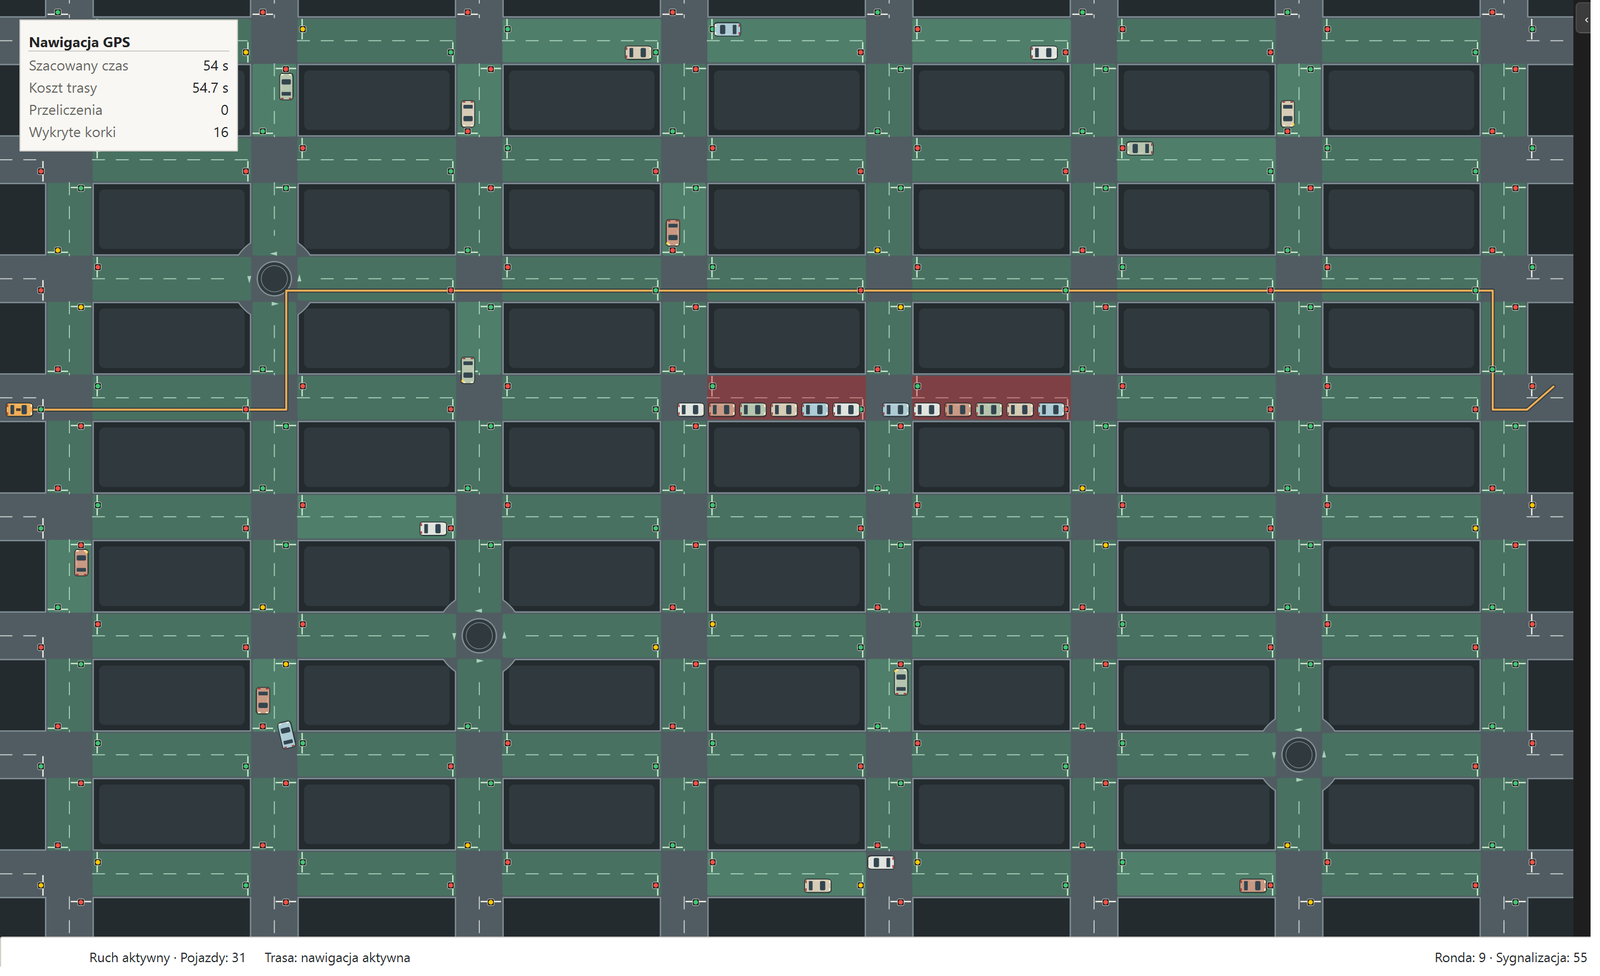 Nawigacja GPS
Szacowany czas 54 s
Koszt trasy 54.7 s
Przeliczenia 0
Wykryte korki 16
Ruch aktywny · Pojazdy: 31 Trasa: nawigacja aktywna Ronda: 9 · Sygnalizacja: 55